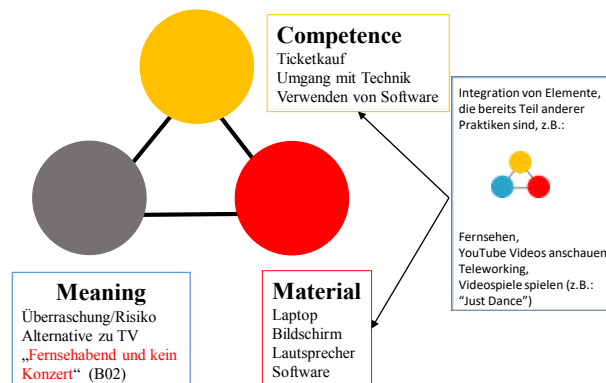 Competence
Ticketkauf
Umgang mit Technik
Verwenden von Software
Integration von Elemente,
die bereits Teil anderer
Praktiken sind, z.B.:
Fernsehen,
YouTube Videos anschauen
Teleworking,
Videospiele spielen (z.B.:
“Just Dance”)
Meaning
Überraschung/Risiko
Alternative zu TV
„Fernsehabend und kein
Konzert“ (B02)
Material
Laptop
Bildschirm
Lautsprecher
Software